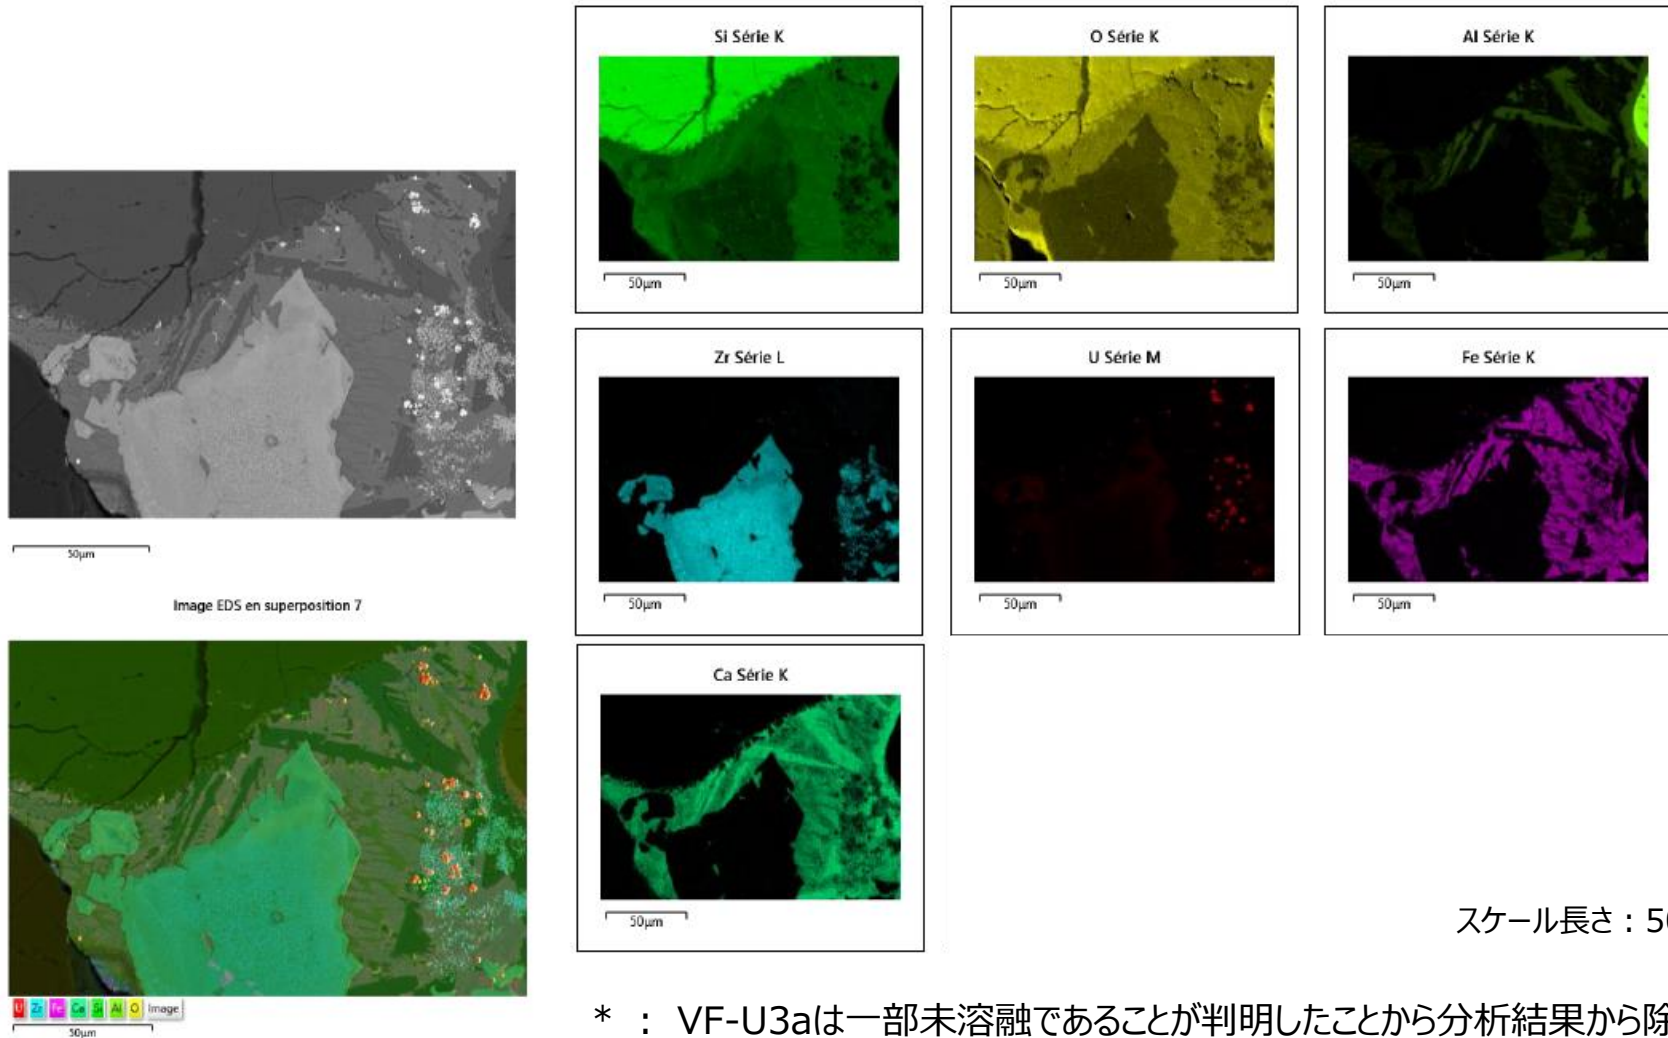 Si Série K
O Série K
Al Série K
50µm
50µm
50µm
50µm
Zr Série L
U Série M
Fe Série K
50µm
50µm
50µm
Image EDS en superposition 7
Ca Série K
50µm
U Zr Fe Ca Si Al O Image
50µm
スケール長さ：50
* ： VF-U3aは一部未溶融であることが判明したことから分析結果から除